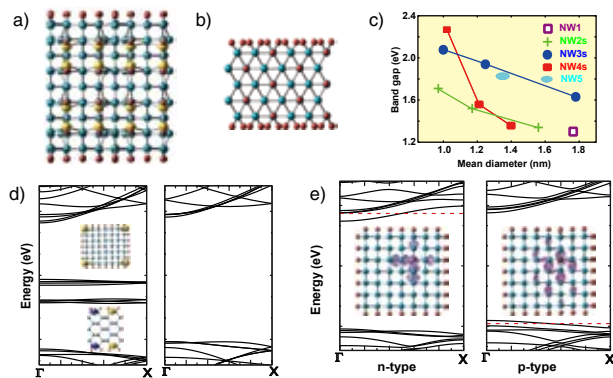 a)
b)
c)
Band gap (eV)
2.4
2.0
1.6
1.2
1.0
1.2
1.4
1.6
1.8
Mean diameter (nm)
NW1
NW2s
NW3s
NW4s
NW5
d)
Energy (eV)
Γ
X
Γ
X
e)
Energy (eV)
Γ
n-type
X
Γ
p-type
X